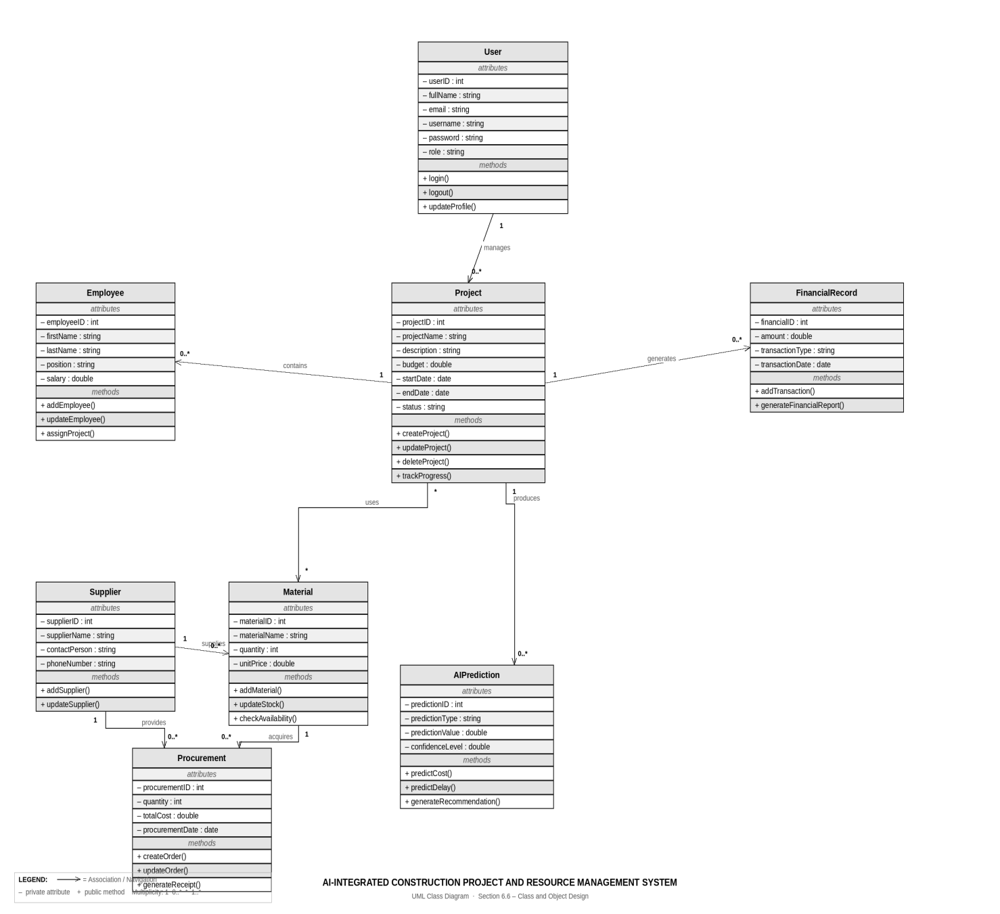 User
attributes
– userID : int
– fullName : string
– email : string
– username : string
– password : string
– role : string
methods
+ login()
+ logout()
+ updateProfile()
1
manages
0..*
Employee
attributes
– employeeID : int
– firstName : string
– lastName : string
– position : string
– salary : double
methods
+ addEmployee()
+ updateEmployee()
+ assignProject()
0..*
contains
1
Project
attributes
– projectID : int
– projectName : string
– description : string
– budget : double
– startDate : date
– endDate : date
– status : string
methods
+ createProject()
+ updateProject()
+ deleteProject()
+ trackProgress()
1
generates
0..*
FinancialRecord
attributes
– financialID : int
– amount : double
– transactionType : string
– transactionDate : date
methods
+ addTransaction()
+ generateFinancialReport()
*
uses
*
1
produces
0..*
Supplier
attributes
– supplierID : int
– supplierName : string
– contactPerson : string
– phoneNumber : string
methods
+ addSupplier()
+ updateSupplier()
1
supplies
0..*
Material
attributes
– materialID : int
– materialName : string
– quantity : int
– unitPrice : double
methods
+ addMaterial()
+ updateStock()
+ checkAvailability()
AIPrediction
attributes
– predictionID : int
– predictionType : string
– predictionValue : double
– confidenceLevel : double
methods
+ predictCost()
+ predictDelay()
+ generateRecommendation()
1
provides
0..*
0..*
acquires
1
Procurement
attributes
– procurementID : int
– quantity : int
– totalCost : double
– procurementDate : date
methods
+ createOrder()
+ updateOrder()
+ generateReceipt()
LEGEND: = Association / Navigation
– private attribute + public method Multiplicity: 1 0..* * 1..*
AI-INTEGRATED CONSTRUCTION PROJECT AND RESOURCE MANAGEMENT SYSTEM
UML Class Diagram · Section 6.6 – Class and Object Design